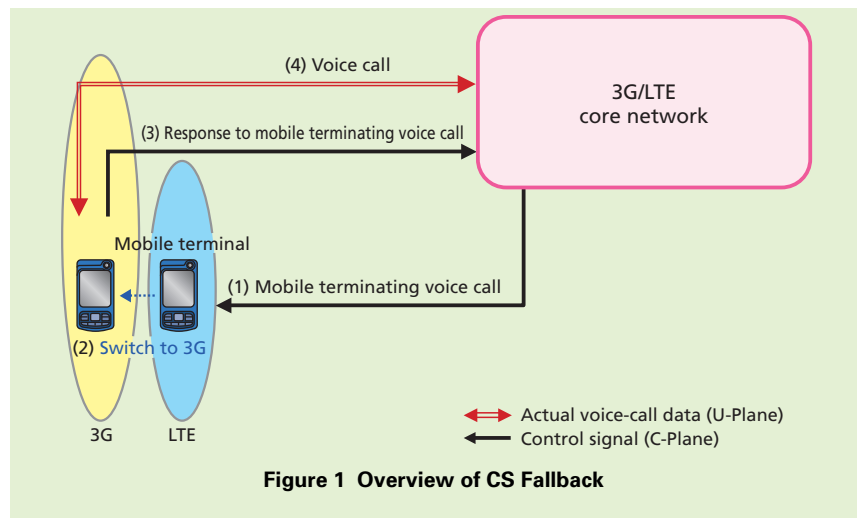 (4) Voice call
3G/LTE
core network
(3) Response to mobile terminating voice call
Mobile terminal
(1) Mobile terminating voice call
(2) Switch to 3G
3G
LTE
Actual voice-call data (U-Plane)
Control signal (C-Plane)
Figure 1 Overview of CS Fallback